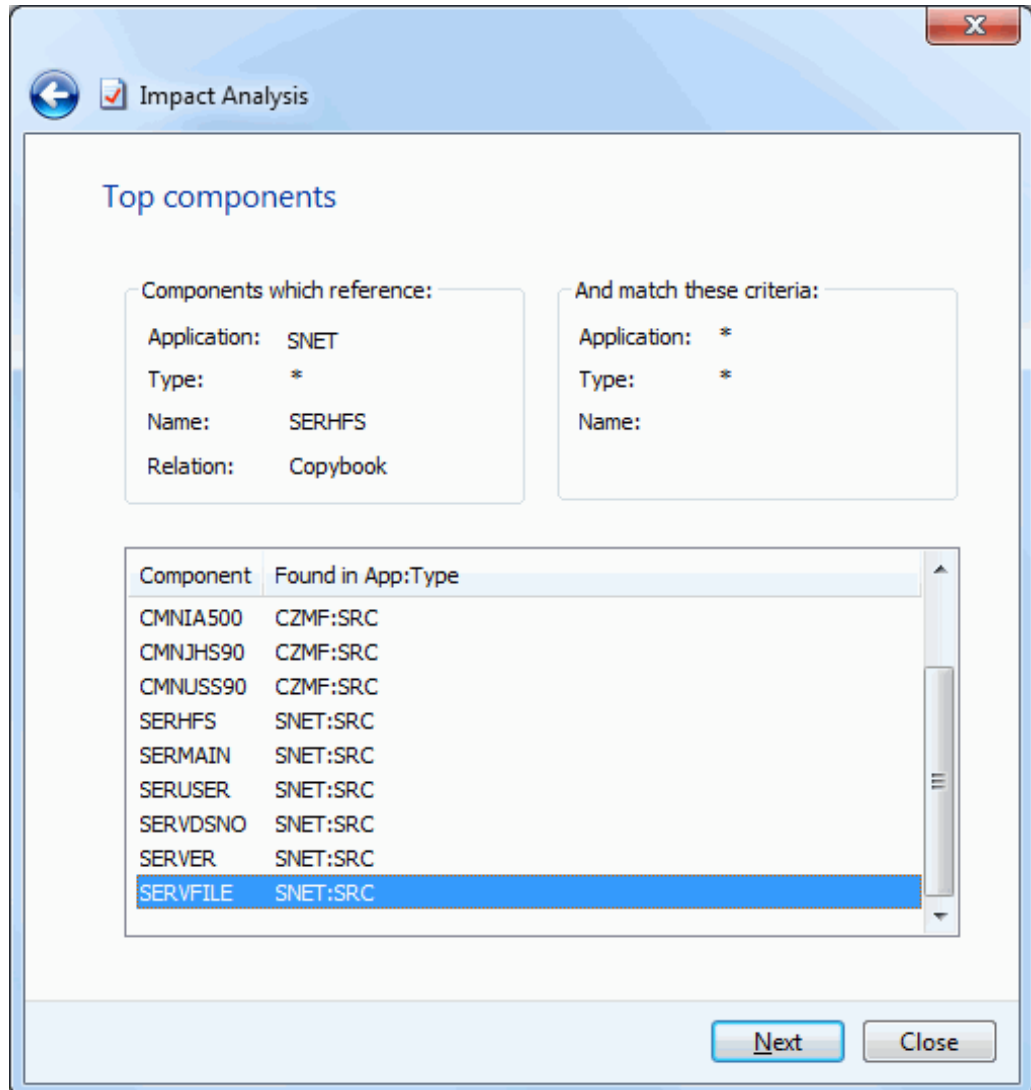 Impact Analysis
Top components
Components which reference:
Application: SNET
Type: *
Name: SERHFS
Relation: Copybook
And match these criteria:
Application: *
Type: *
Name:
Component Found in App:Type
CMNIA500 CZMF:SRC
CMNJHS90 CZMF:SRC
CMNUSS90 CZMF:SRC
SERHFS SNET:SRC
SERMAIN SNET:SRC
SERUSER SNET:SRC
SERVDSNO SNET:SRC
SERVER SNET:SRC
SERVFILE SNET:SRC
Next Close